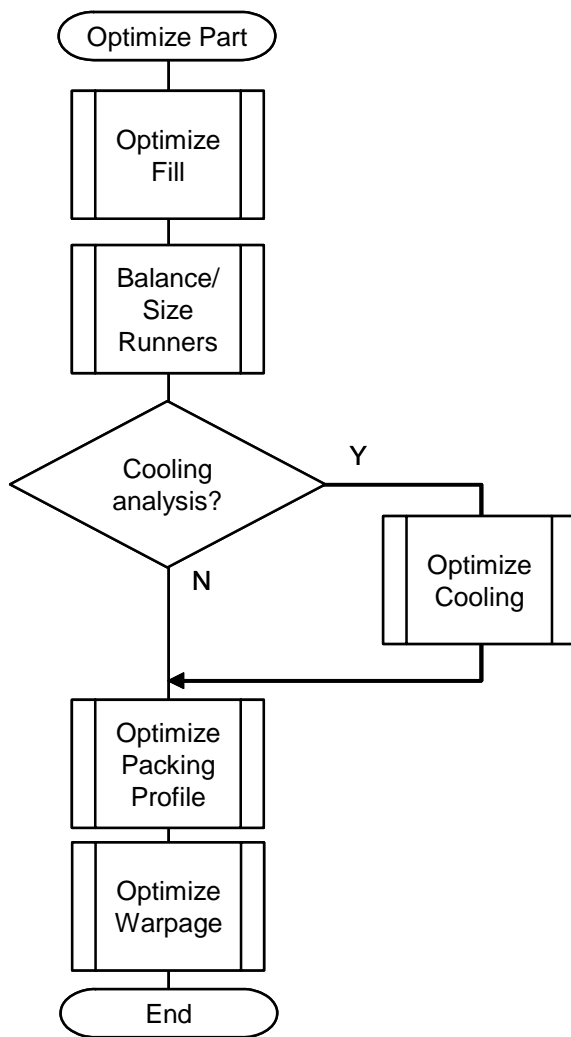 Optimize Part
Optimize
Fill
Balance/
Size
Runners
Cooling
analysis?
Y
N
Optimize
Cooling
Optimize
Packing
Profile
Optimize
Warpage
End